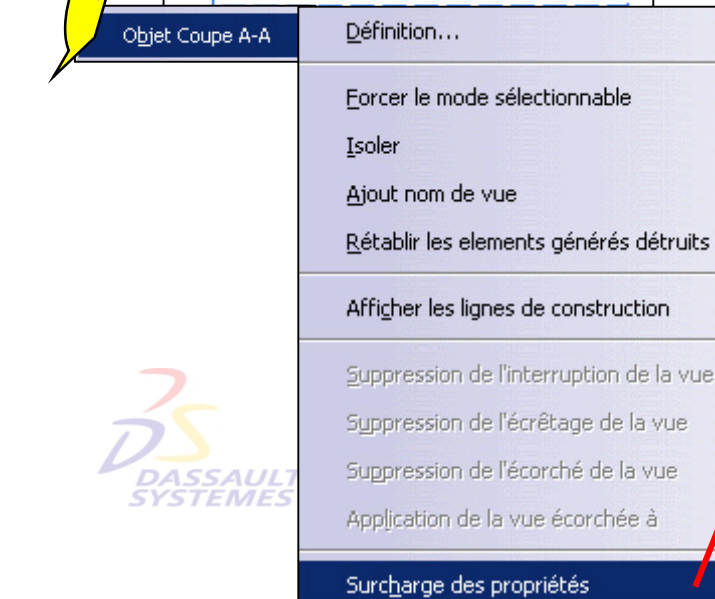 Objet Coupe A-A
Définition...
Forcer le mode sélectionnable
Isoler
Ajout nom de vue
Rétablir les elements générés détruits
Afficher les lignes de construction
Suppression de l'interruption de la vue
Suppression de l'écrêtage de la vue
Suppression de l'écorché de la vue
Application de la vue écorchée à
Surcharge des propriétés
DASSAULT
SYSTEMES